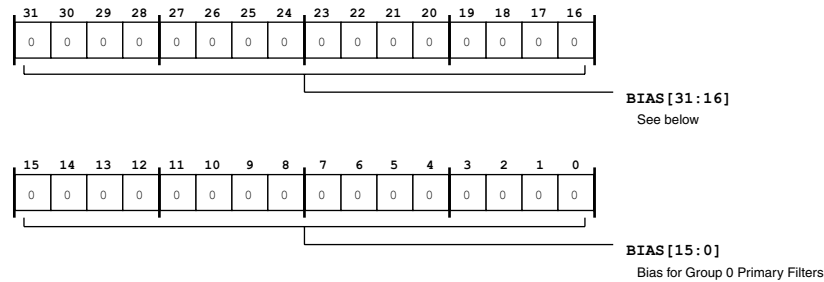 31 30 29 28 27 26 25 24 23 22 21 20 19 18 17 16
0 0 0 0 0 0 0 0 0 0 0 0 0 0 0 0
BIAS[31:16]
See below
15 14 13 12 11 10 9 8 7 6 5 4 3 2 1 0
0 0 0 0 0 0 0 0 0 0 0 0 0 0 0 0
BIAS[15:0]
Bias for Group 0 Primary Filters